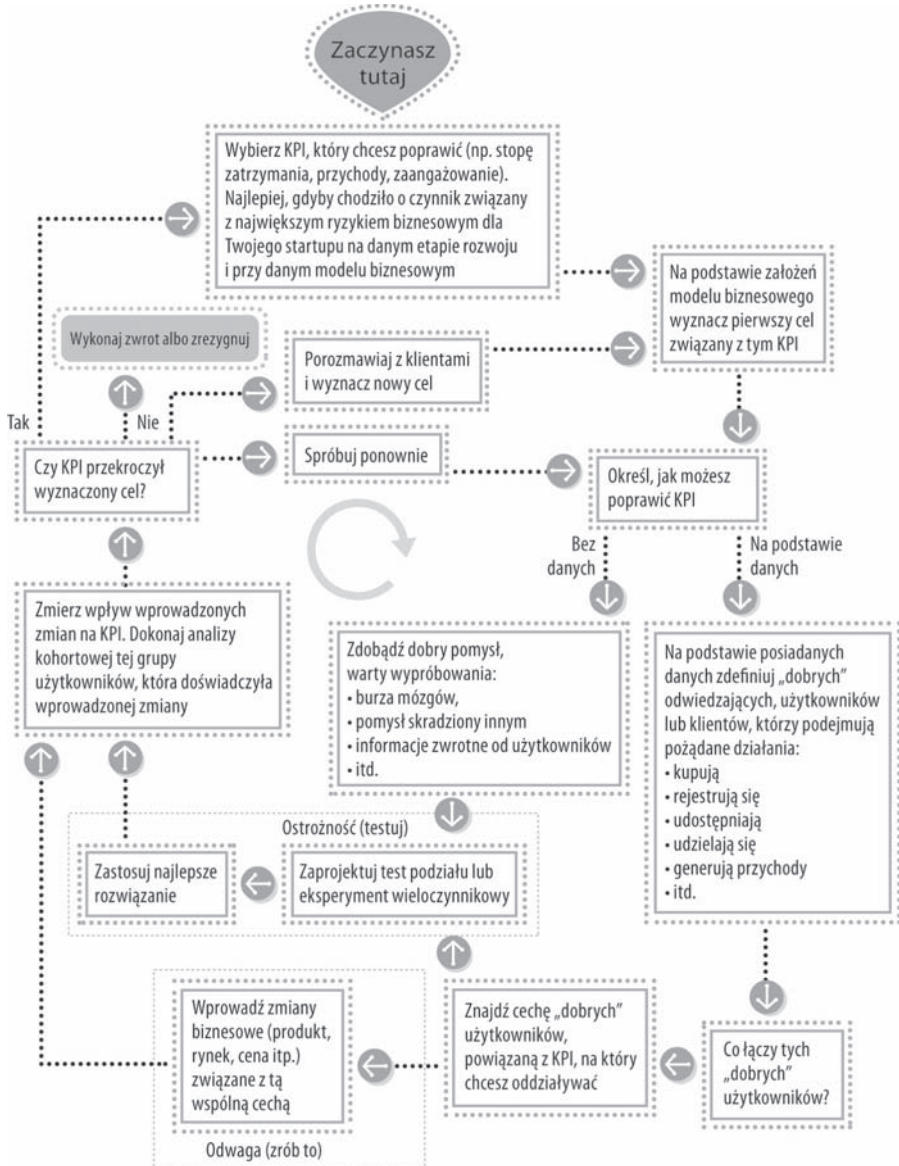 Zaczynasz
tutaj
Wybierz KPI, który chcesz poprawić (np. stopę
zatrzymania, przychody, zaangażowanie).
Najlepiej, gdyby chodziło o czynnik związany
z największym ryzykiem biznesowym dla
Twojego startupu na danym etapie rozwoju
i przy danym modelu biznesowym
Na podstawie założeń
modelu biznesowego
wyznacz pierwszy cel
związany z tym KPI
Wykonaj zwrot albo zrezygnuj
Porozmawiaj z klientami
i wyznacz nowy cel
Tak
Nie
Spróbuj ponownie
Czy KPI przekroczył
wyznaczony cel?
Określ, jak możesz
poprawić KPI
Bez
danych
Na podstawie
danych
Zmierz wpływ wprowadzonych
zmian na KPI. Dokonaj analizy
kohortowej tej grupy
użytkowników, która doświadczyła
wprowadzonej zmiany
Zdobądź dobry pomysł,
warty wypróbowania:
• burza mózgów,
• pomysł skradziony innym
• informacje zwrotne od użytkowników
• itd.
Na podstawie posiadanych
danych zdefiniuj „dobrych”
odwiedzających, użytkowników
lub klientów, którzy podejmują
pożądane działania:
• kupują
• rejestrują się
• udostępniają
• udzielają się
• generują przychody
• itd.
Ostrożność (testuj)
Zastosuj najlepsze
rozwiązanie
Zaprojektuj test podziału lub
eksperyment wieloczynnikowy
Wprowadź zmiany
biznesowe (produkt,
rynek, cena itp.)
związane z tą
wspólną cechą
Znajdź cechę „dobrych”
użytkowników,
powiązaną z KPI, na który
chcesz oddziaływać
Co łączy tych
„dobrych”
użytkowników?
Odwaga (zrób to)